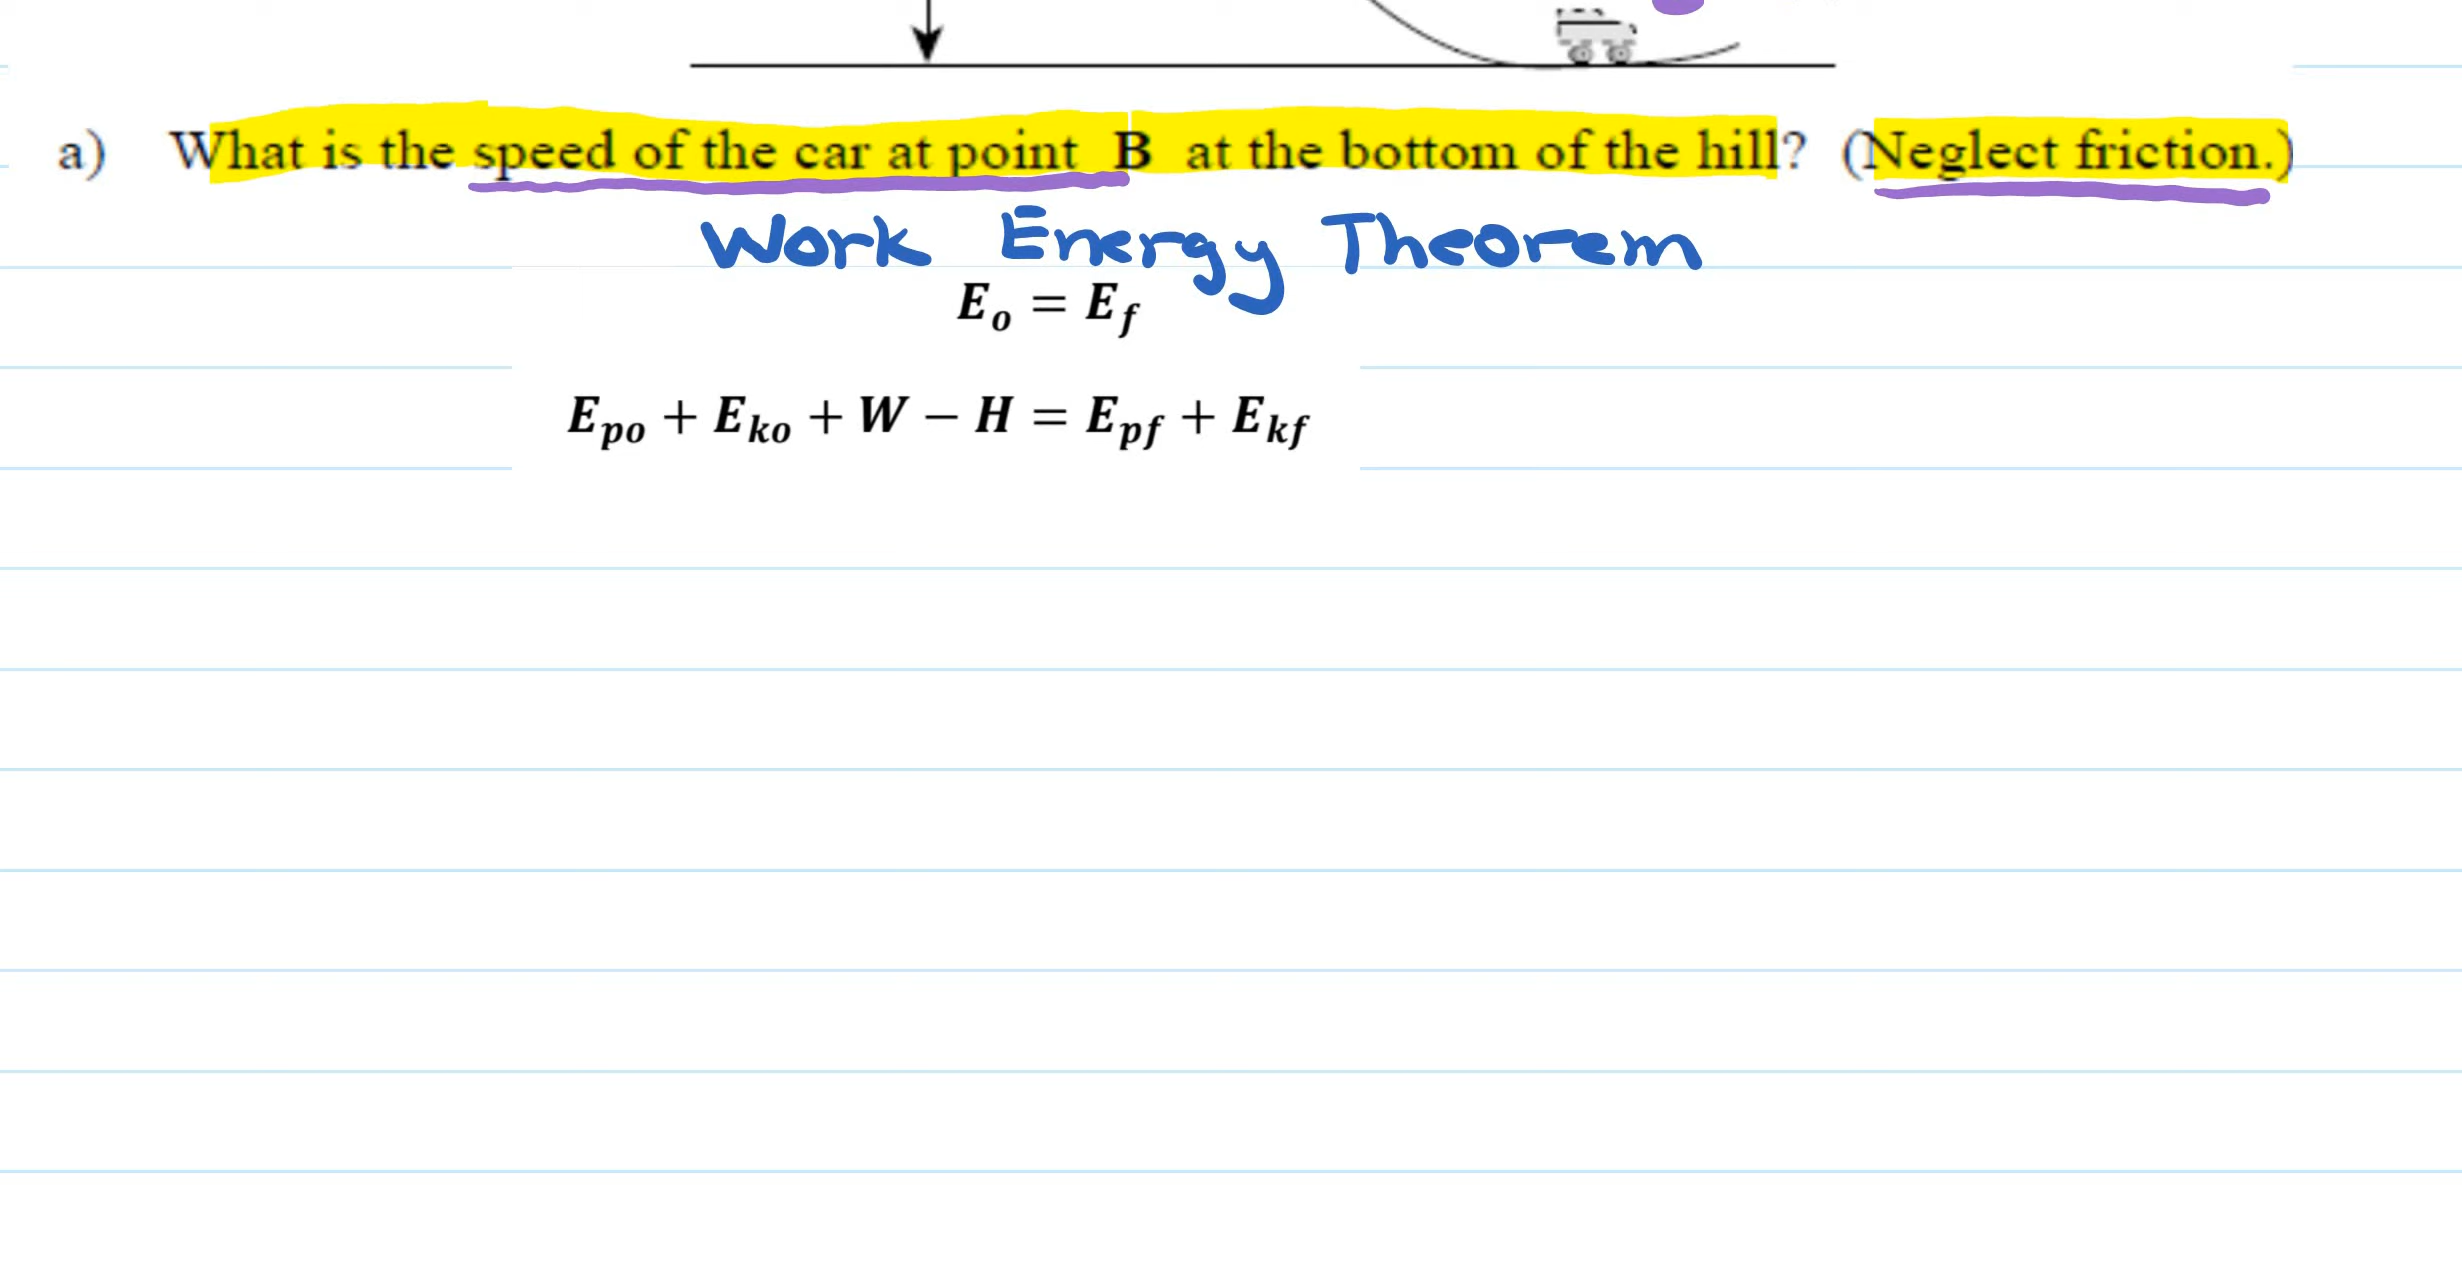 a) What is the speed of the car at point B at the bottom of the hill? (Neglect friction.)
Work Energy Theorem
E_o = E_f
E_po + E_ko + W − H = E_pf + E_kf